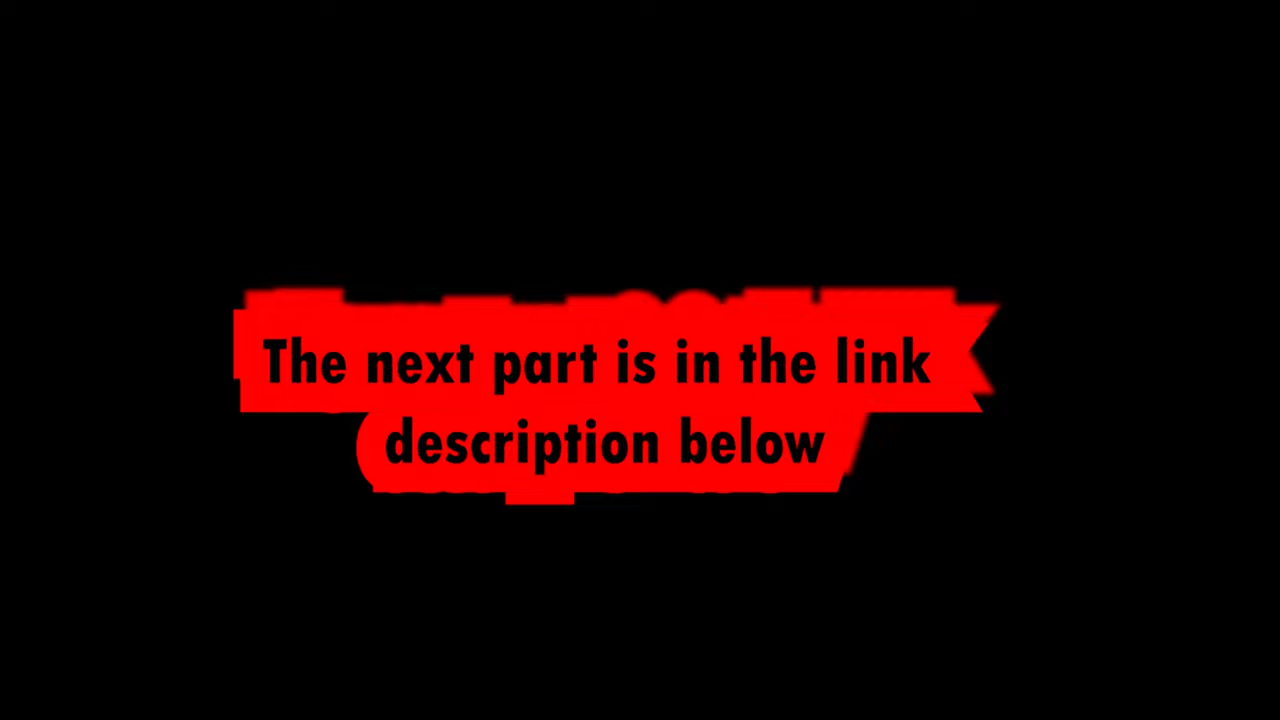 The next part is in the link
description below